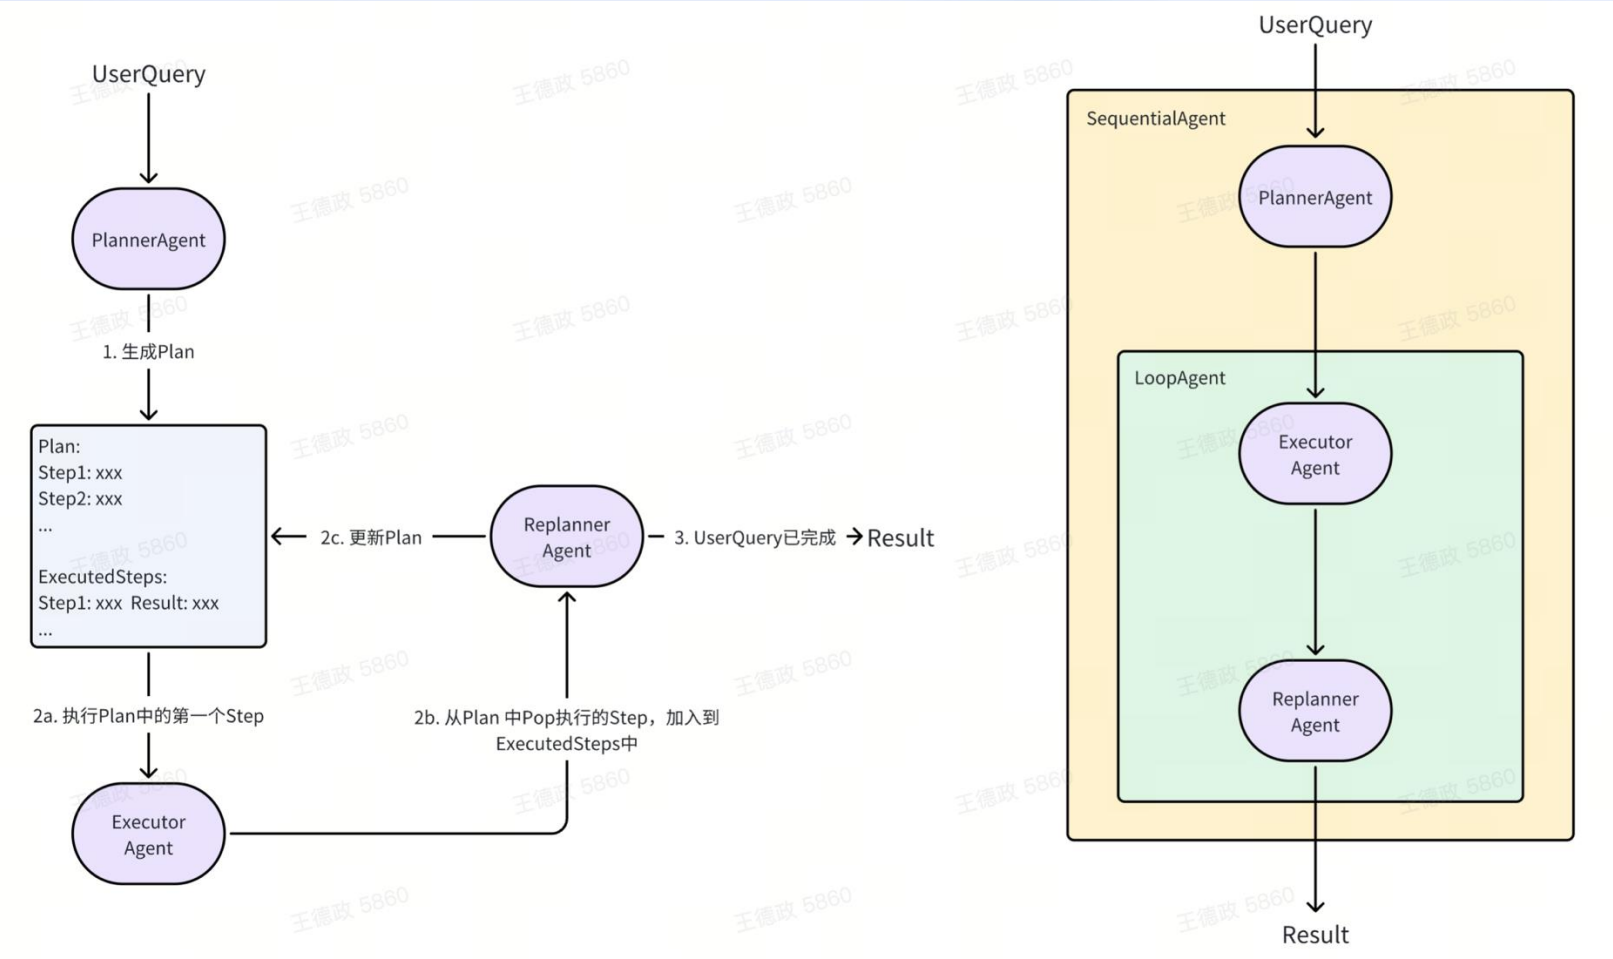 UserQuery
PlannerAgent
1. 生成Plan
Plan:
Step1: xxx
Step2: xxx
...
ExecutedSteps:
Step1: xxx  Result: xxx
...
2a. 执行Plan中的第一个Step
Executor
Agent
2b. 从Plan 中Pop执行的Step，加入到
ExecutedSteps中
Replanner
Agent
2c. 更新Plan
3. UserQuery已完成
Result
UserQuery
SequentialAgent
PlannerAgent
LoopAgent
Executor
Agent
Replanner
Agent
Result
王德政 5860